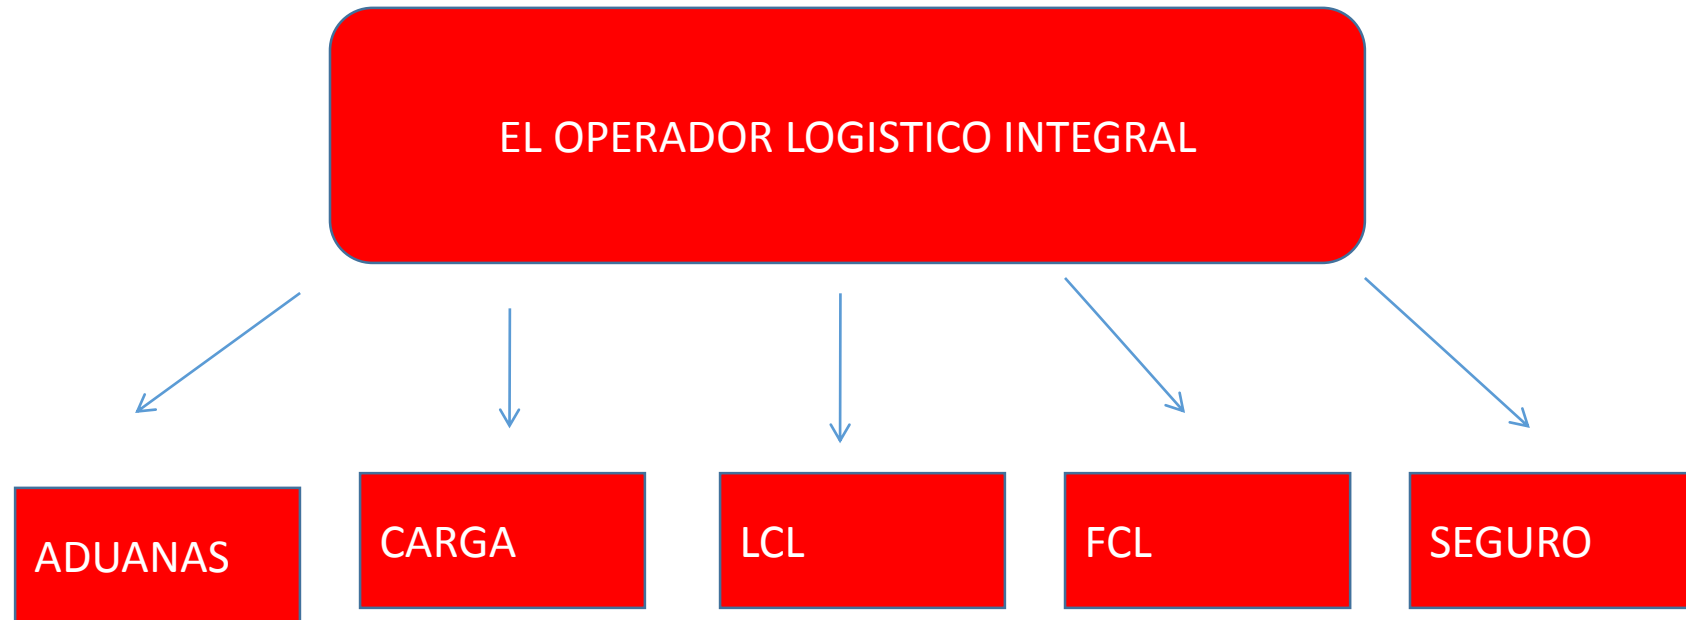 EL OPERADOR LOGISTICO INTEGRAL
ADUANAS
CARGA
LCL
FCL
SEGURO